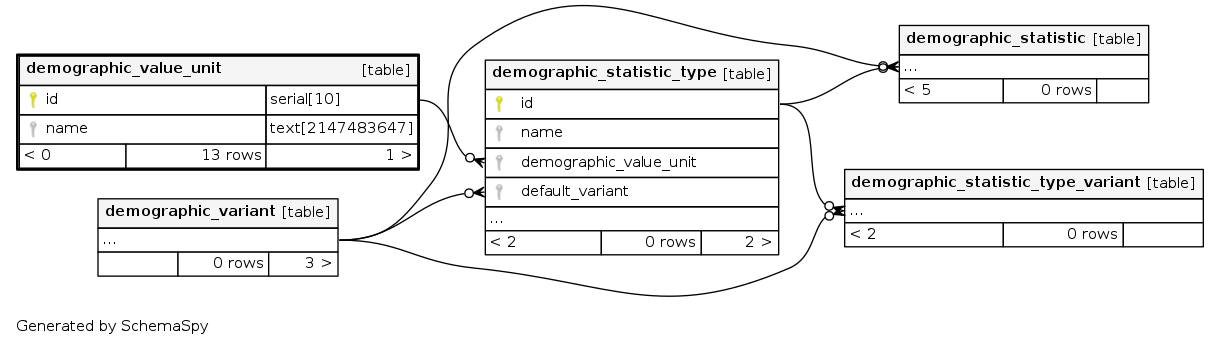 demographic_value_unit [table]
id serial[10]
name text[2147483647]
< 0 13 rows 1 >
demographic_variant [table]
...
0 rows 3 >
demographic_statistic_type [table]
id
name
demographic_value_unit
default_variant
...
< 2 0 rows 2 >
demographic_statistic [table]
...
< 5 0 rows
demographic_statistic_type_variant [table]
...
< 2 0 rows
Generated by SchemaSpy